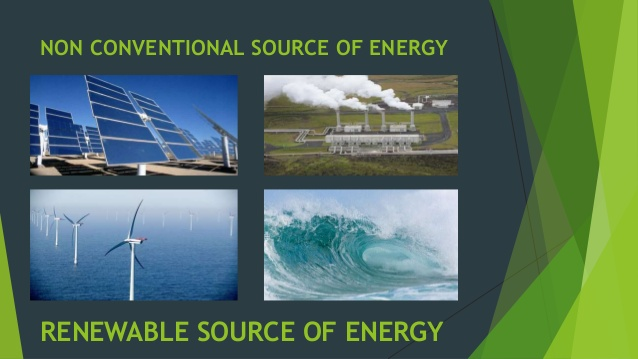 NON CONVENTIONAL SOURCE OF ENERGY
RENEWABLE SOURCE OF ENERGY